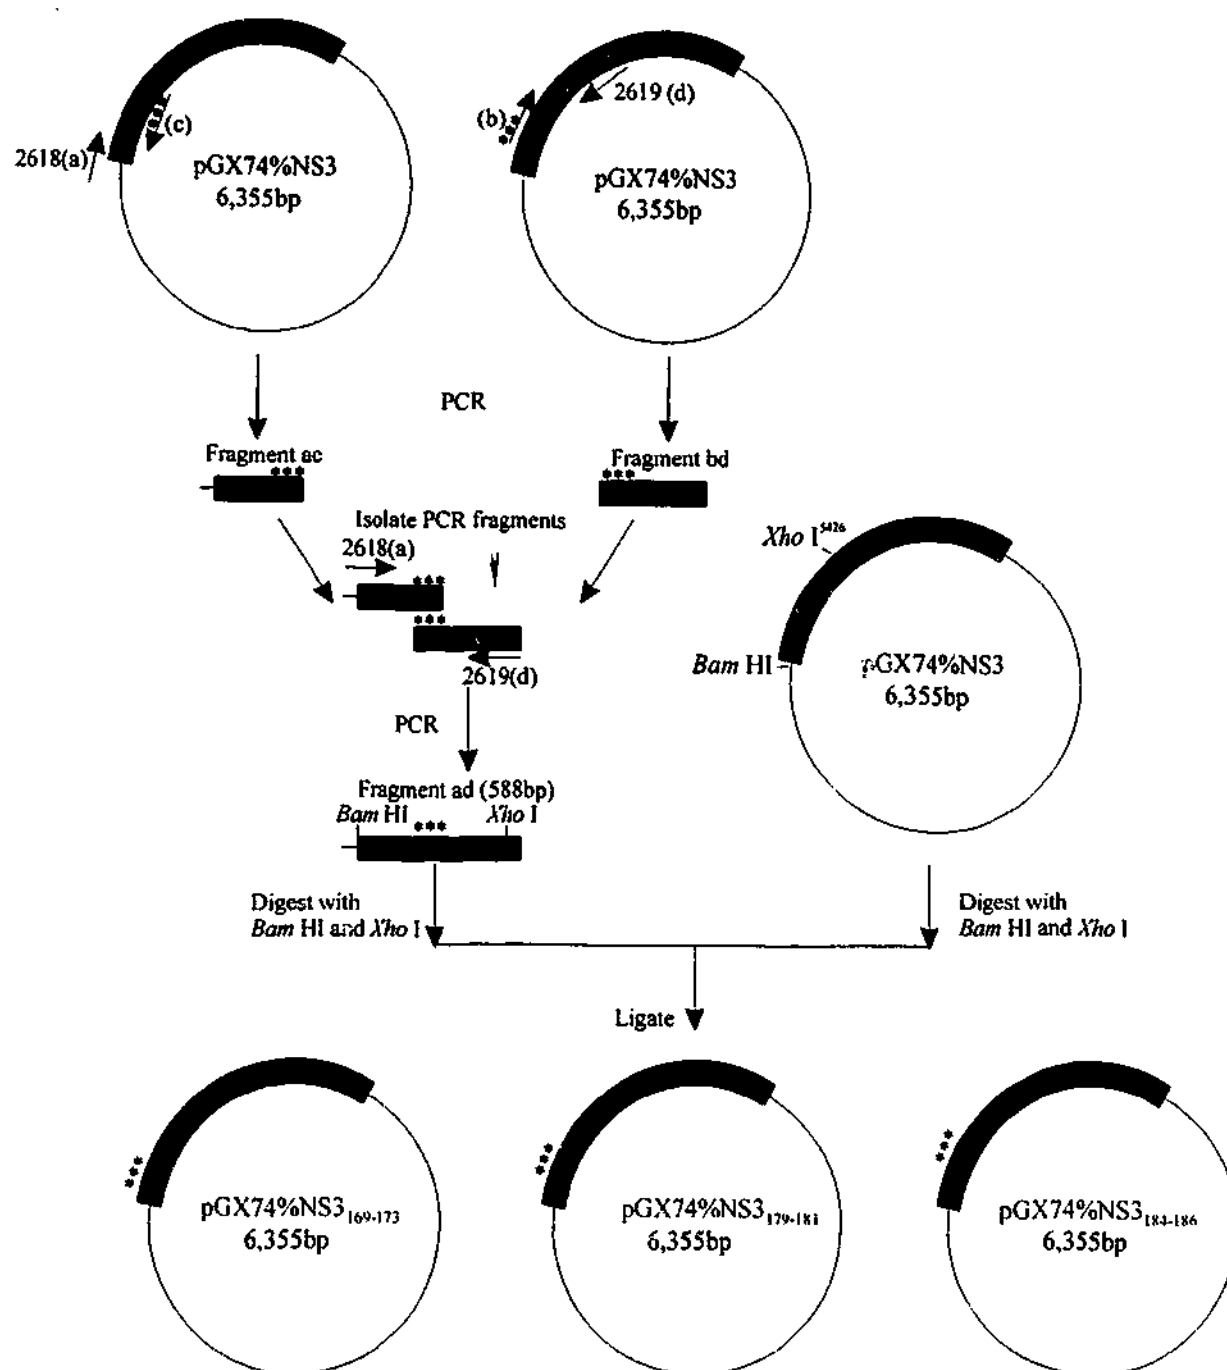 2618(a)
***
(c)
pGX74%NS3
6,355bp
(b)
***
2619 (d)
pGX74%NS3
6,355bp
PCR
Fragment ac
***
Fragment bd
***
Isolate PCR fragments
2618(a)
***
***
2619(d)
Xho I
Bam HI
pGX74%NS3
6,355bp
PCR
Fragment ad (588bp)
Bam HI
***
Xho I
Digest with
Bam HI and Xho I
Digest with
Bam HI and Xho I
Ligate
***
pGX74%NS3169-173
6,355bp
***
pGX74%NS3179-181
6,355bp
***
pGX74%NS3184-186
6,355bp